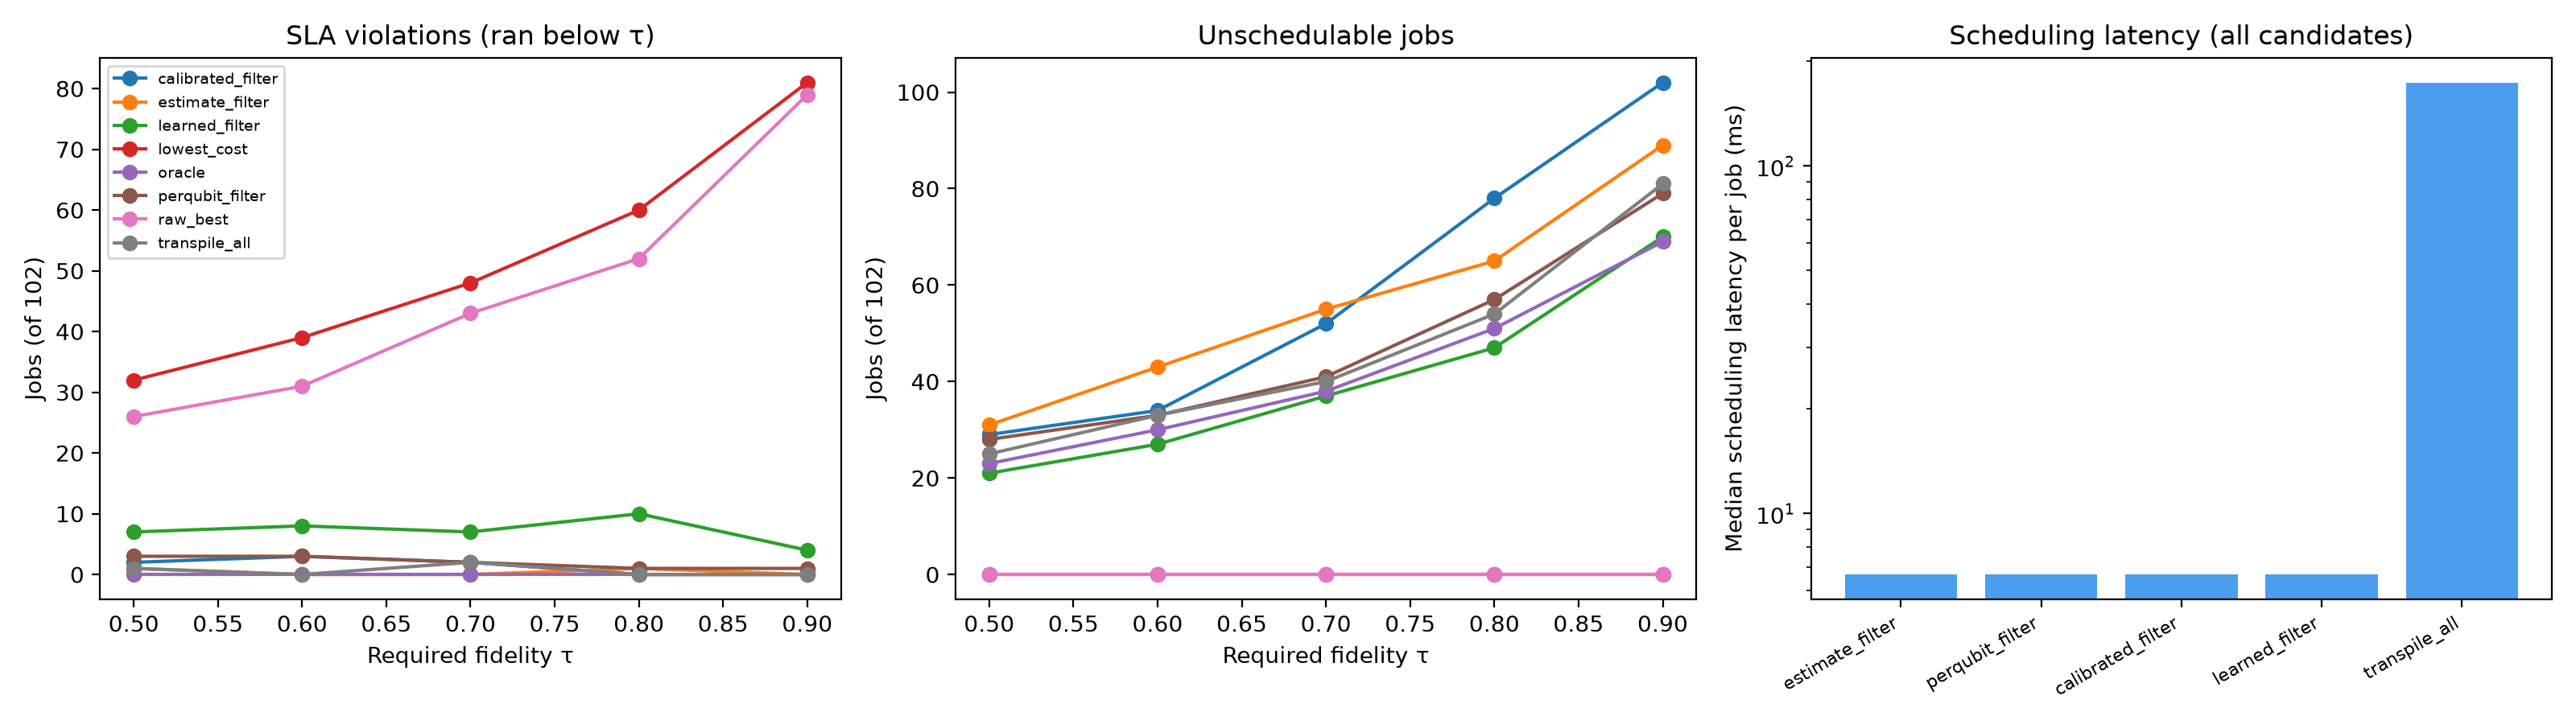 SLA violations (ran below τ)
Jobs (of 102)
80
70
60
50
40
30
20
10
0
calibrated_filter
estimate_filter
learned_filter
lowest_cost
oracle
perqubit_filter
raw_best
transpile_all
0.50 0.55 0.60 0.65 0.70 0.75 0.80 0.85 0.90
Required fidelity τ
Unschedulable jobs
Jobs (of 102)
100
80
60
40
20
0
0.50 0.55 0.60 0.65 0.70 0.75 0.80 0.85 0.90
Required fidelity τ
Scheduling latency (all candidates)
Median scheduling latency per job (ms)
10²
10¹
estimate_filter
perqubit_filter
calibrated_filter
learned_filter
transpile_all